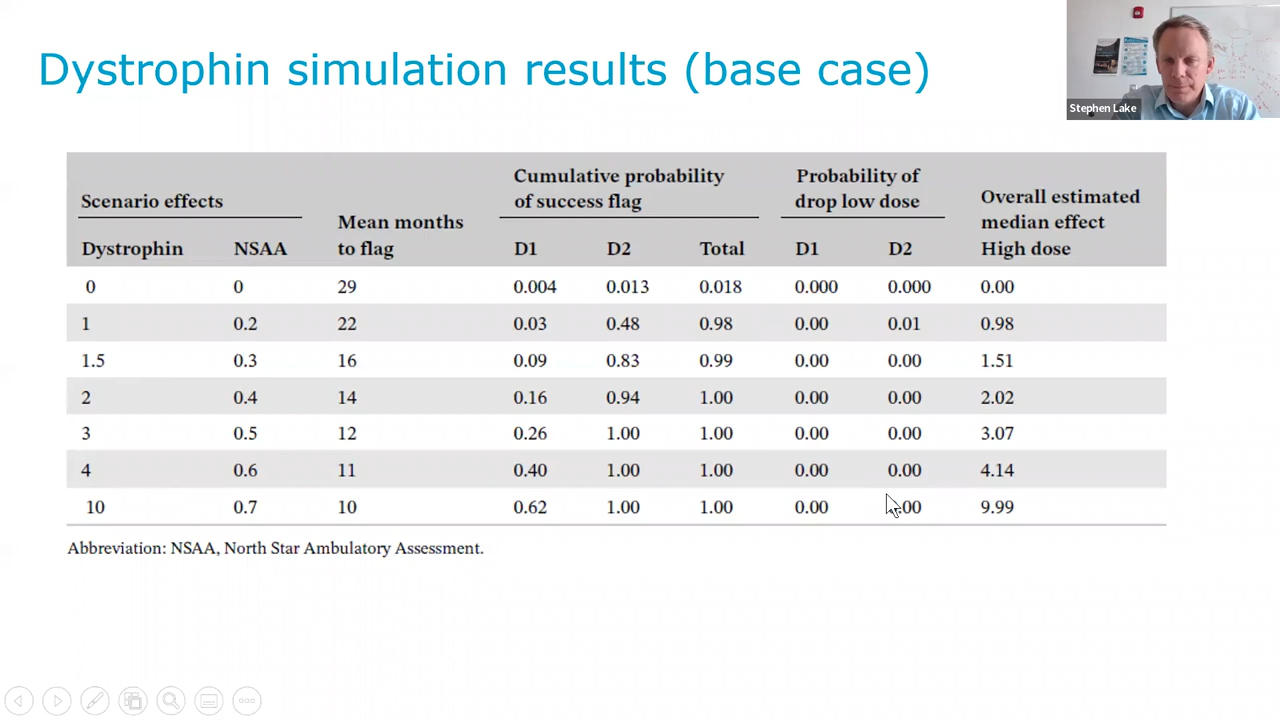 Dystrophin simulation results (base case)
Stephen Lake
Scenario effects
Mean months to flag
Cumulative probability of success flag
Probability of drop low dose
Overall estimated median effect High dose
Dystrophin NSAA D1 D2 Total D1 D2
0 0 29 0.004 0.013 0.018 0.000 0.000 0.00
1 0.2 22 0.03 0.48 0.98 0.00 0.01 0.98
1.5 0.3 16 0.09 0.83 0.99 0.00 0.00 1.51
2 0.4 14 0.16 0.94 1.00 0.00 0.00 2.02
3 0.5 12 0.26 1.00 1.00 0.00 0.00 3.07
4 0.6 11 0.40 1.00 1.00 0.00 0.00 4.14
10 0.7 10 0.62 1.00 1.00 0.00 .00 9.99
Abbreviation: NSAA, North Star Ambulatory Assessment.